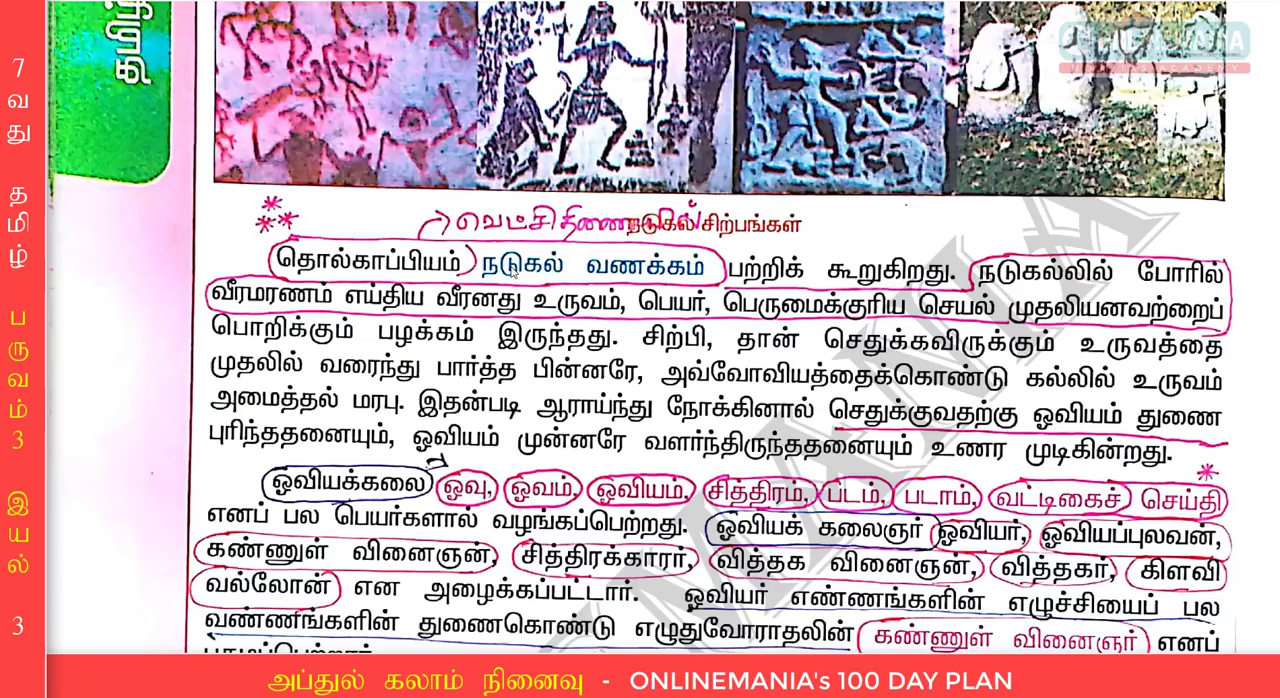 தமிழ்
7வது தமிழ் பருவம் 3 இயல் 3
வெட்சிதிணை
நடுகல் சிற்பங்கள்
தொல்காப்பியம் நடுகல் வணக்கம் பற்றிக் கூறுகிறது. நடுகல்லில் போரில்
வீரமரணம் எய்திய வீரனது உருவம், பெயர், பெருமைக்குரிய செயல் முதலியனவற்றைப்
பொறிக்கும் பழக்கம் இருந்தது. சிற்பி, தான் செதுக்கவிருக்கும் உருவத்தை
முதலில் வரைந்து பார்த்த பின்னரே, அவ்வோவியத்தைக்கொண்டு கல்லில் உருவம்
அமைத்தல் மரபு. இதன்படி ஆராய்ந்து நோக்கினால் செதுக்குவதற்கு ஓவியம் துணை
புரிந்ததனையும், ஓவியம் முன்னரே வளர்ந்திருந்ததனையும் உணர முடிகின்றது.
ஓவியக்கலை ஓவு, ஓவம், ஓவியம், சித்திரம், படம், படாம், வட்டிகைச் செய்தி
எனப் பல பெயர்களால் வழங்கப்பெற்றது. ஓவியக் கலைஞர் ஓவியர், ஓவியப்புலவன்,
கண்ணுள் வினைஞன், சித்திரக்காரர், வித்தக வினைஞன், வித்தகர், கிளவி
வல்லோன் என அழைக்கப்பட்டார். ஓவியர் எண்ணங்களின் எழுச்சியைப் பல
வண்ணங்களின் துணைகொண்டு எழுதுவோராதலின் கண்ணுள் வினைஞர் எனப்
அப்துல் கலாம் நினைவு - ONLINEMANIA's 100 DAY PLAN